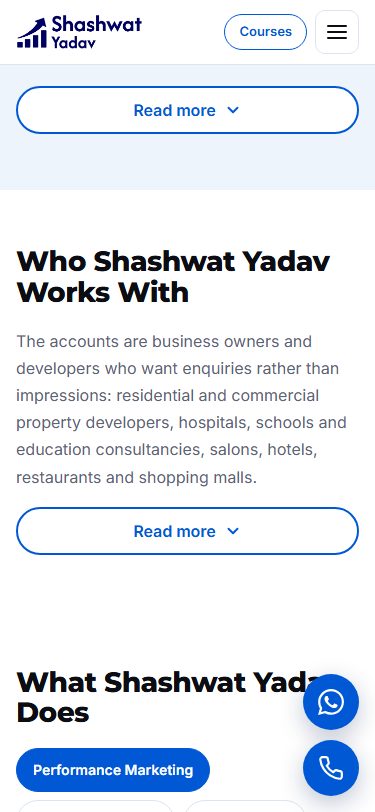 Shashwat
Yadav
Courses
Read more
Who Shashwat Yadav
Works With
The accounts are business owners and
developers who want enquiries rather than
impressions: residential and commercial
property developers, hospitals, schools and
education consultancies, salons, hotels,
restaurants and shopping malls.
Read more
What Shashwat Yada
Does
Performance Marketing